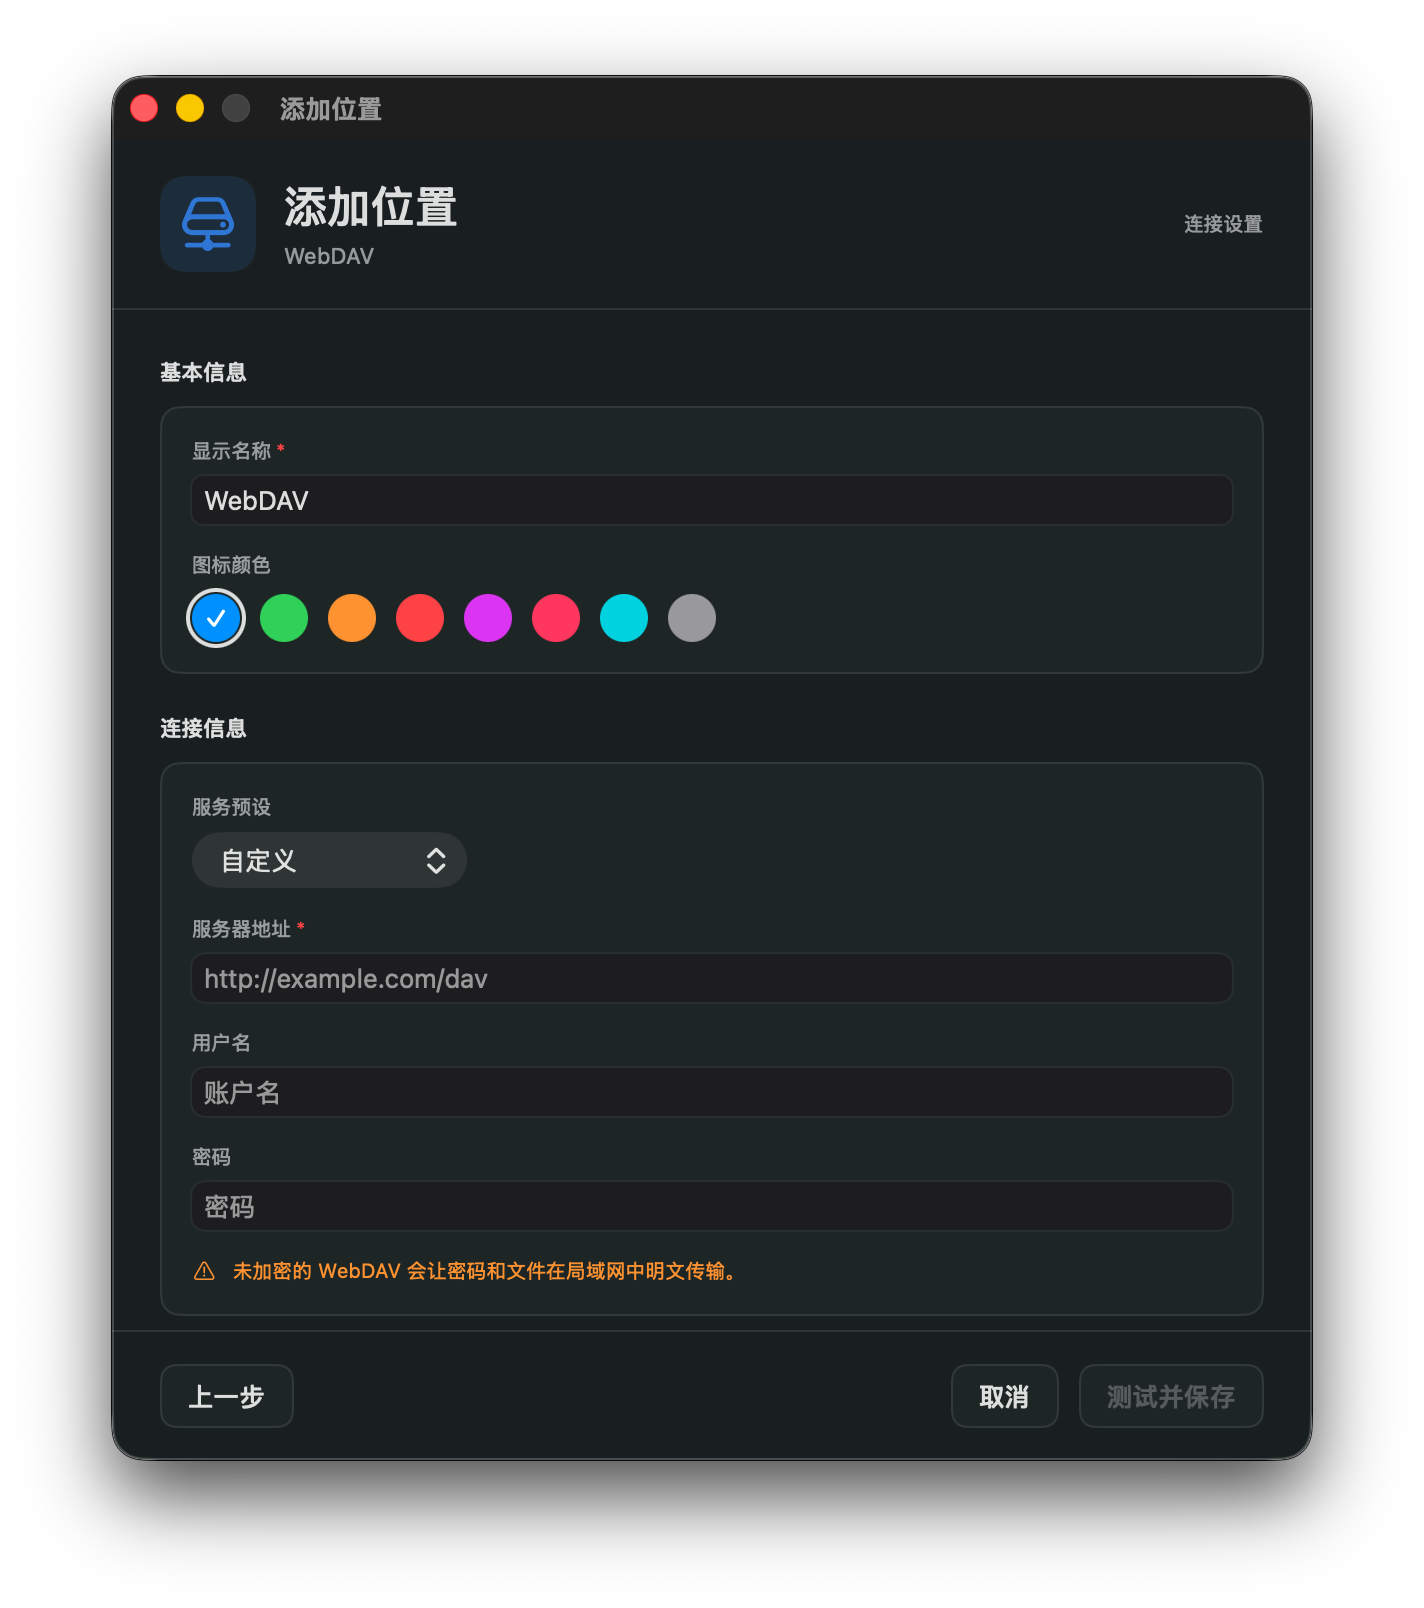 添加位置
添加位置
WebDAV
连接设置
基本信息
显示名称 *
WebDAV
图标颜色
连接信息
服务预设
自定义
服务器地址 *
http://example.com/dav
用户名
账户名
密码
密码
未加密的 WebDAV 会让密码和文件在局域网中明文传输。
上一步
取消
测试并保存